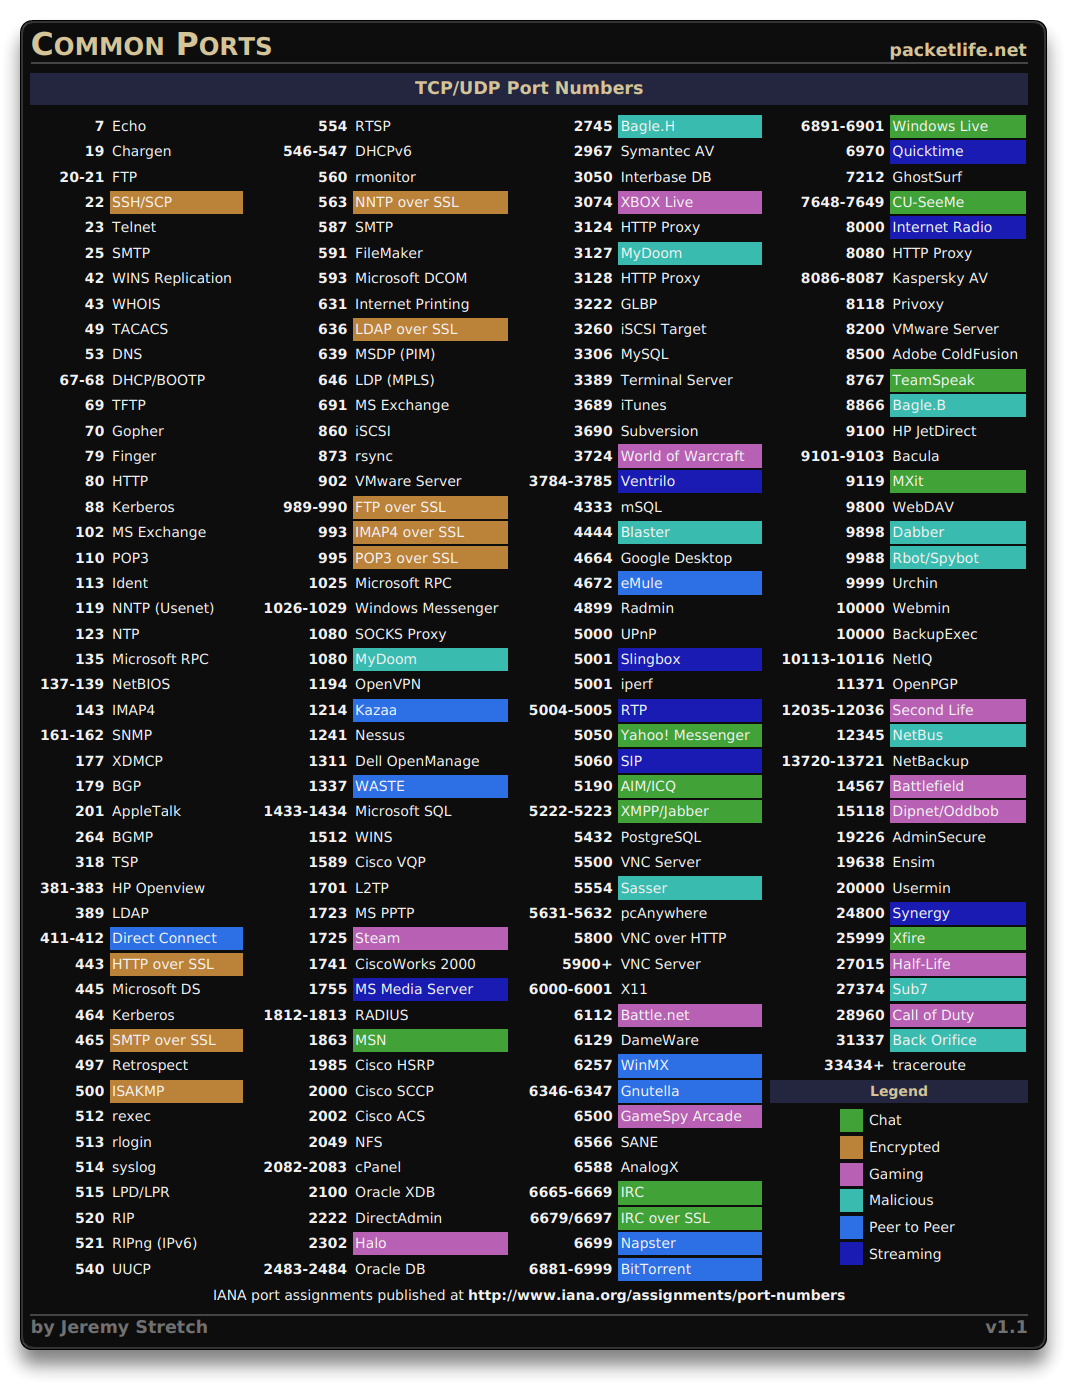 COMMON PORTS
packetlife.net
TCP/UDP Port Numbers
7 Echo
19 Chargen
20-21 FTP
22 SSH/SCP
23 Telnet
25 SMTP
42 WINS Replication
43 WHOIS
49 TACACS
53 DNS
67-68 DHCP/BOOTP
69 TFTP
70 Gopher
79 Finger
80 HTTP
88 Kerberos
102 MS Exchange
110 POP3
113 Ident
119 NNTP (Usenet)
123 NTP
135 Microsoft RPC
137-139 NetBIOS
143 IMAP4
161-162 SNMP
177 XDMCP
179 BGP
201 AppleTalk
264 BGMP
318 TSP
381-383 HP Openview
389 LDAP
411-412 Direct Connect
443 HTTP over SSL
445 Microsoft DS
464 Kerberos
465 SMTP over SSL
497 Retrospect
500 ISAKMP
512 rexec
513 rlogin
514 syslog
515 LPD/LPR
520 RIP
521 RIPng (IPv6)
540 UUCP
554 RTSP
546-547 DHCPv6
560 rmonitor
563 NNTP over SSL
587 SMTP
591 FileMaker
593 Microsoft DCOM
631 Internet Printing
636 LDAP over SSL
639 MSDP (PIM)
646 LDP (MPLS)
691 MS Exchange
860 iSCSI
873 rsync
902 VMware Server
989-990 FTP over SSL
993 IMAP4 over SSL
995 POP3 over SSL
1025 Microsoft RPC
1026-1029 Windows Messenger
1080 SOCKS Proxy
1080 MyDoom
1194 OpenVPN
1214 Kazaa
1241 Nessus
1311 Dell OpenManage
1337 WASTE
1433-1434 Microsoft SQL
1512 WINS
1589 Cisco VQP
1701 L2TP
1723 MS PPTP
1725 Steam
1741 CiscoWorks 2000
1755 MS Media Server
1812-1813 RADIUS
1863 MSN
1985 Cisco HSRP
2000 Cisco SCCP
2002 Cisco ACS
2049 NFS
2082-2083 cPanel
2100 Oracle XDB
2222 DirectAdmin
2302 Halo
2483-2484 Oracle DB
2745 Bagle.H
2967 Symantec AV
3050 Interbase DB
3074 XBOX Live
3124 HTTP Proxy
3127 MyDoom
3128 HTTP Proxy
3222 GLBP
3260 iSCSI Target
3306 MySQL
3389 Terminal Server
3689 iTunes
3690 Subversion
3724 World of Warcraft
3784-3785 Ventrilo
4333 mSQL
4444 Blaster
4664 Google Desktop
4672 eMule
4899 Radmin
5000 UPnP
5001 Slingbox
5001 iperf
5004-5005 RTP
5050 Yahoo! Messenger
5060 SIP
5190 AIM/ICQ
5222-5223 XMPP/Jabber
5432 PostgreSQL
5500 VNC Server
5554 Sasser
5631-5632 pcAnywhere
5800 VNC over HTTP
5900+ VNC Server
6000-6001 X11
6112 Battle.net
6129 DameWare
6257 WinMX
6346-6347 Gnutella
6500 GameSpy Arcade
6566 SANE
6588 AnalogX
6665-6669 IRC
6679/6697 IRC over SSL
6699 Napster
6881-6999 BitTorrent
6891-6901 Windows Live
6970 Quicktime
7212 GhostSurf
7648-7649 CU-SeeMe
8000 Internet Radio
8080 HTTP Proxy
8086-8087 Kaspersky AV
8118 Privoxy
8200 VMware Server
8500 Adobe ColdFusion
8767 TeamSpeak
8866 Bagle.B
9100 HP JetDirect
9101-9103 Bacula
9119 MXit
9800 WebDAV
9898 Dabber
9988 Rbot/Spybot
9999 Urchin
10000 Webmin
10000 BackupExec
10113-10116 NetIQ
11371 OpenPGP
12035-12036 Second Life
12345 NetBus
13720-13721 NetBackup
14567 Battlefield
15118 Dipnet/Oddbob
19226 AdminSecure
19638 Ensim
20000 Usermin
24800 Synergy
25999 Xfire
27015 Half-Life
27374 Sub7
28960 Call of Duty
31337 Back Orifice
33434+ traceroute
Legend
Chat
Encrypted
Gaming
Malicious
Peer to Peer
Streaming
IANA port assignments published at http://www.iana.org/assignments/port-numbers
by Jeremy Stretch
v1.1